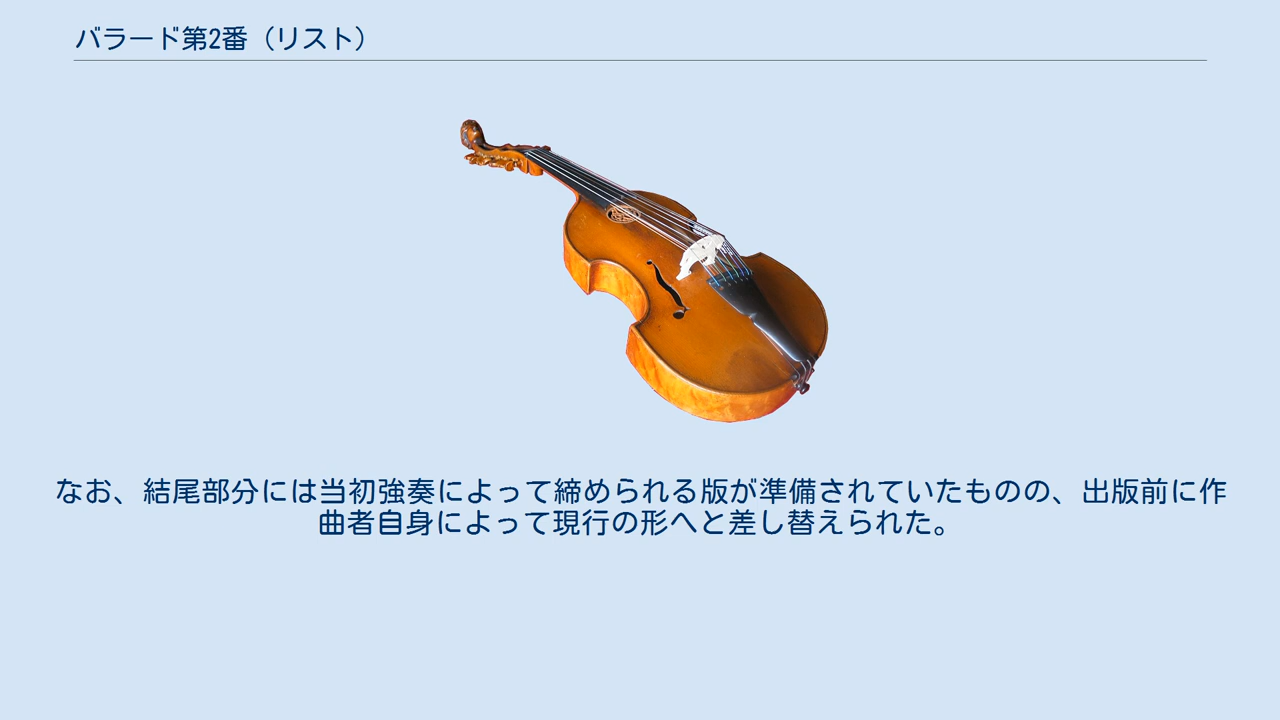 バラード第2番（リスト）
なお、結尾部分には当初強奏によって締められる版が準備されていたものの、出版前に作
曲者自身によって現行の形へと差し替えられた。